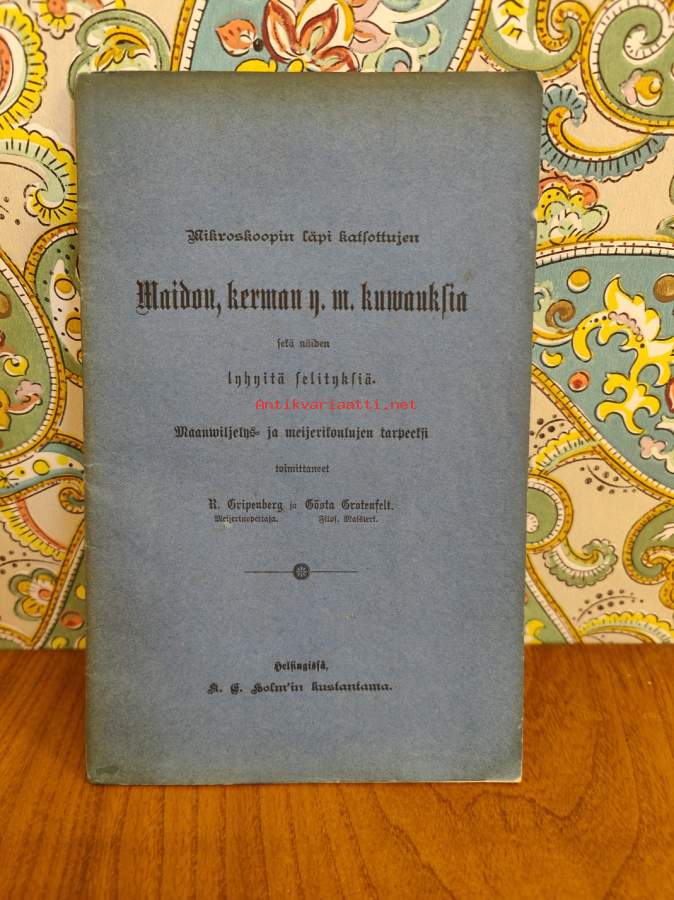 Mikroskoopin läpi katsottujen
Maidon, kerman y. m. kuwauksia
sekä näiden
lyhyitä selityksiä.
Antikvariaatti.net
Maanwiljelys- ja meijerikoulujen tarpeeksi
toimittaneet
R. Gripenberg ja Gösta Grotenfelt.
Meijerinopettaja. Filos. Maisteri.
Helsingissä,
K. E. Holm'in kustantama.